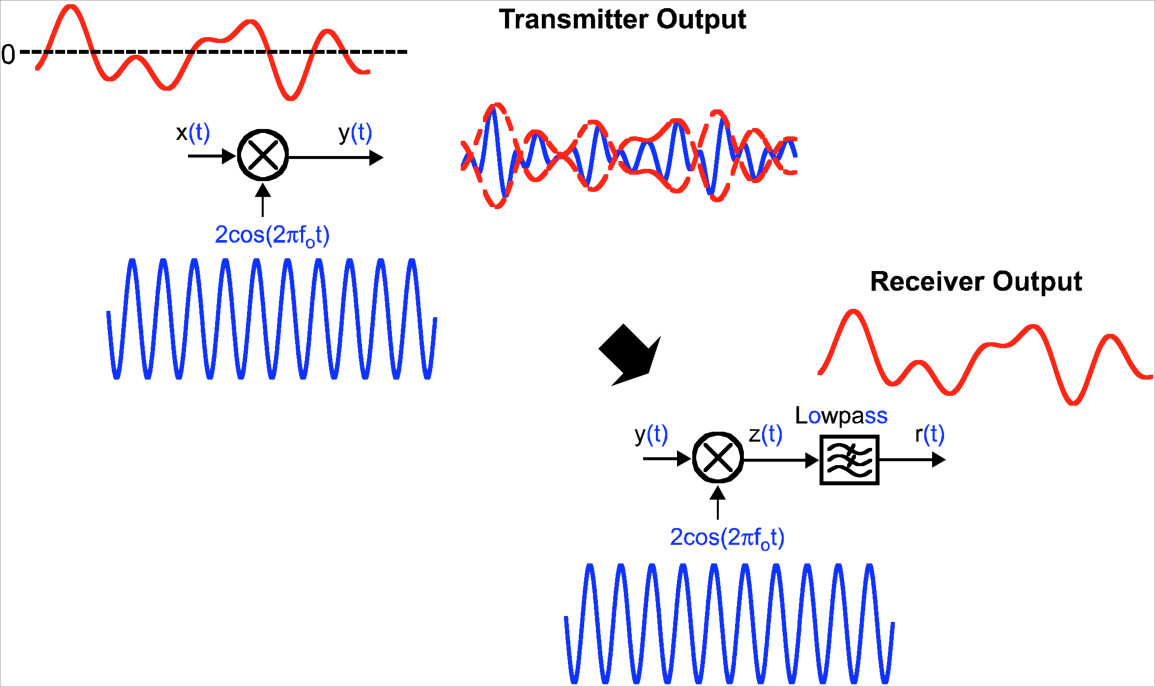 Transmitter Output
0
x(t)
y(t)
2cos(2πfₒt)
Receiver Output
Lowpass
y(t)
z(t)
r(t)
2cos(2πfₒt)